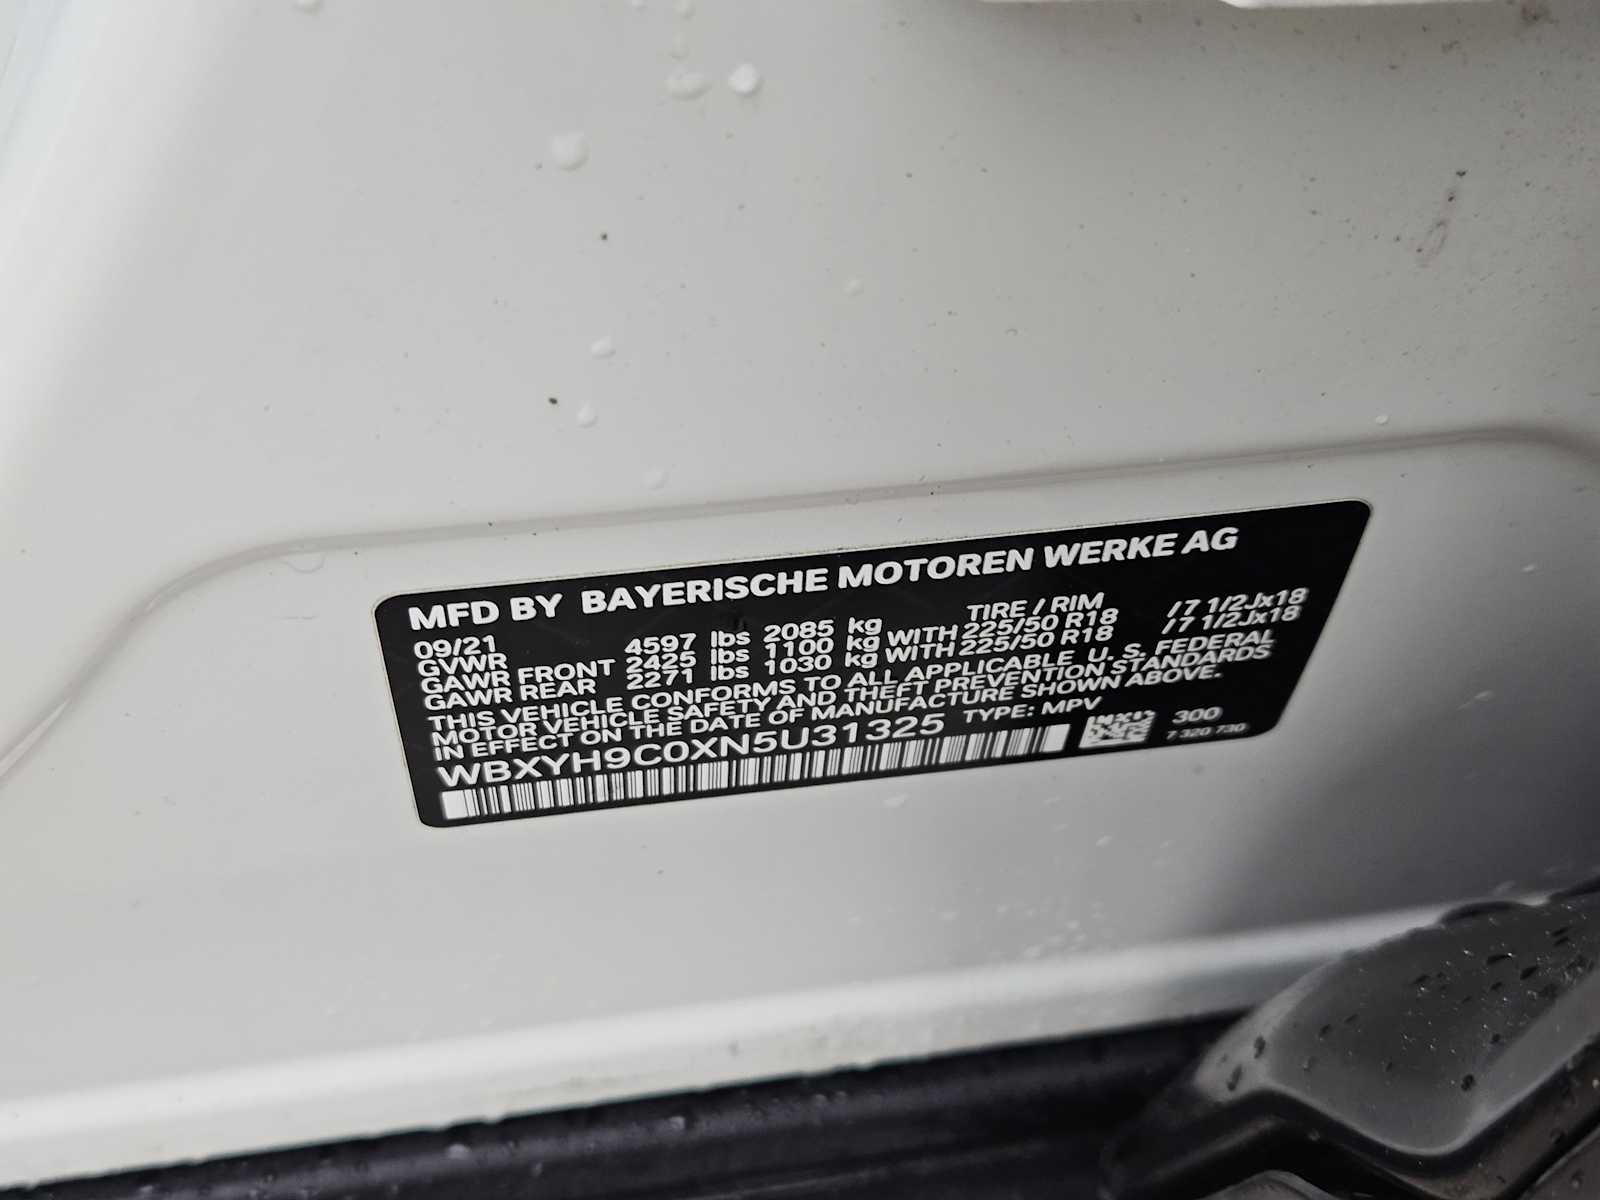 MFD BY BAYERISCHE MOTOREN WERKE AG
09/21 TIRE / RIM
GVWR 4597 lbs 2085 kg
GAWR FRONT 2425 lbs 1100 kg WITH 225/50 R18 /7 1/2Jx18
GAWR REAR 2271 lbs 1030 kg WITH 225/50 R18 /7 1/2Jx18
THIS VEHICLE CONFORMS TO ALL APPLICABLE U. S. FEDERAL
MOTOR VEHICLE SAFETY AND THEFT PREVENTION STANDARDS
IN EFFECT ON THE DATE OF MANUFACTURE SHOWN ABOVE.
WBXYH9C0XN5U31325 TYPE: MPV
300
7 320 730